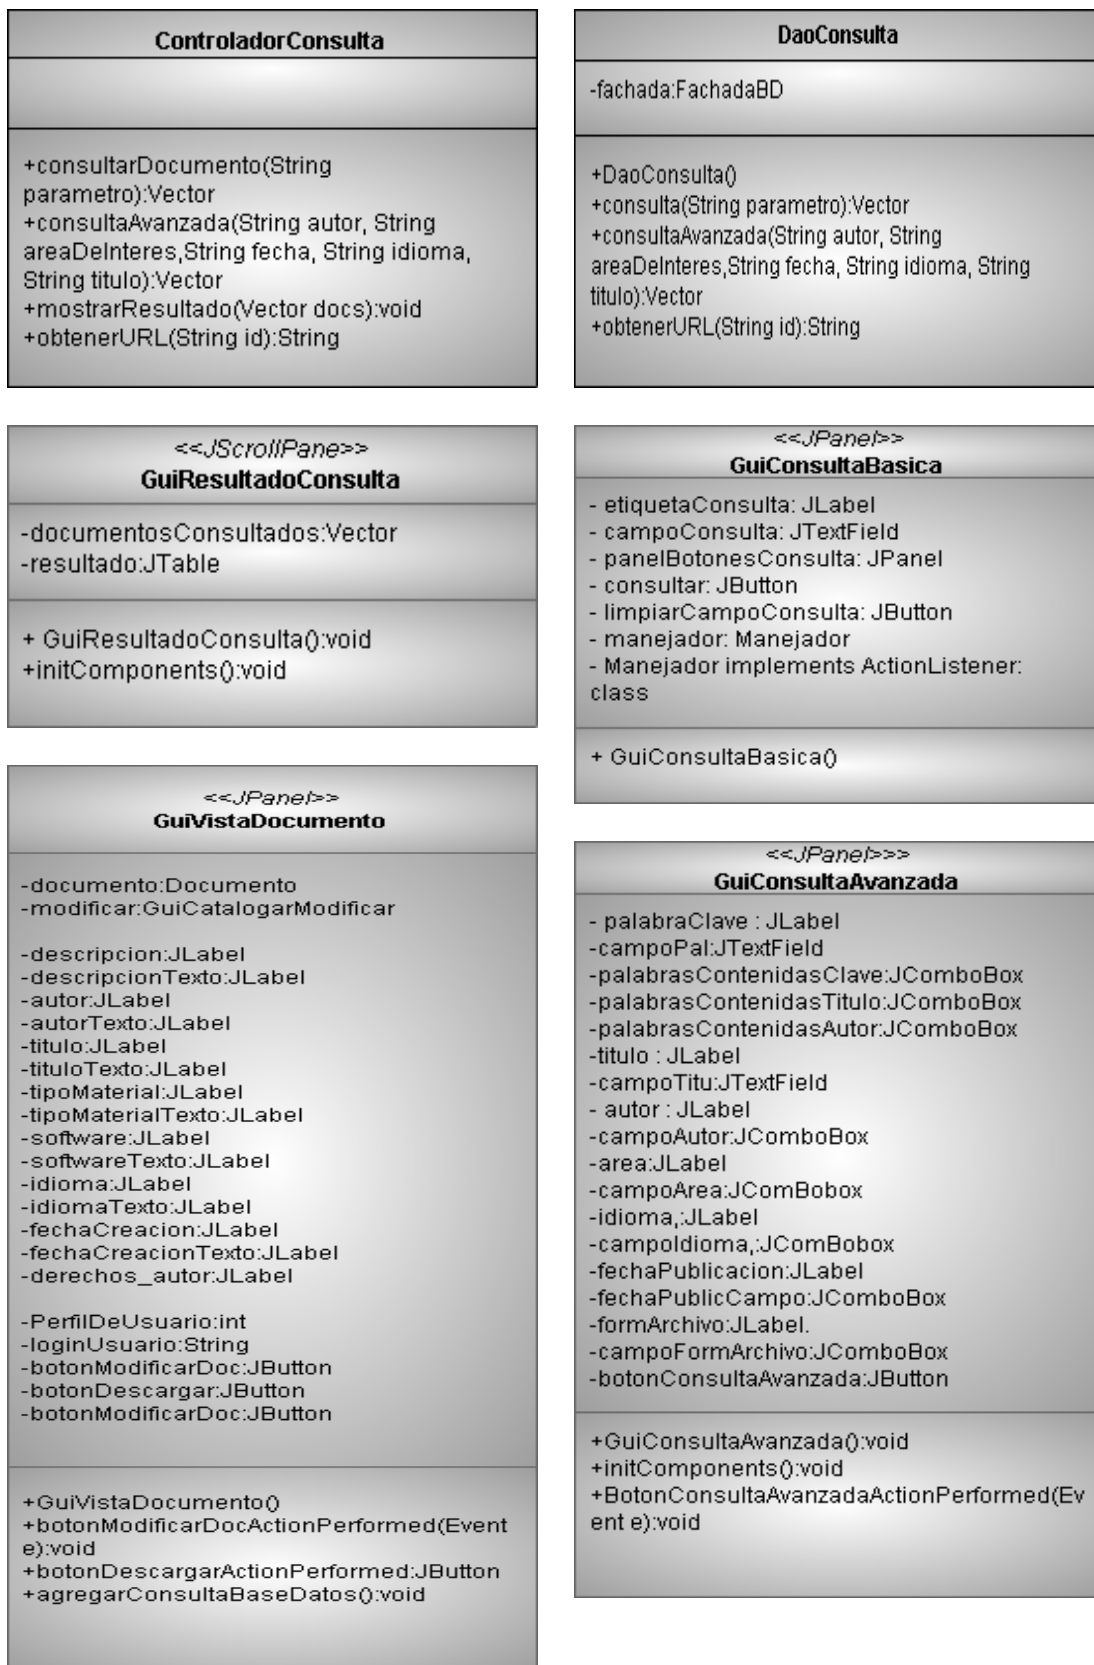 ControladorConsulta
+consultarDocumento(String
parametro):Vector
+consultaAvanzada(String autor, String
areaDeInteres,String fecha, String idioma,
String titulo):Vector
+mostrarResultado(Vector docs):void
+obtenerURL(String id):String
DaoConsulta
-fachada:FachadaBD
+DaoConsulta()
+consulta(String parametro):Vector
+consultaAvanzada(String autor, String
areaDeInteres,String fecha, String idioma, String
titulo):Vector
+obtenerURL(String id):String
<<JScrollPane>>
GuiResultadoConsulta
-documentosConsultados:Vector
-resultado:JTable
+ GuiResultadoConsulta():void
+initComponents():void
<<JPanel>>
GuiConsultaBasica
- etiquetaConsulta: JLabel
- campoConsulta: JTextField
- panelBotonesConsulta: JPanel
- consultar: JButton
- limpiarCampoConsulta: JButton
- manejador: Manejador
- Manejador implements ActionListener:
class
+ GuiConsultaBasica()
<<JPanel>>
GuiVistaDocumento
-documento:Documento
-modificar:GuiCatalogarModificar
-descripcion:JLabel
-descripcionTexto:JLabel
-autor:JLabel
-autorTexto:JLabel
-titulo:JLabel
-tituloTexto:JLabel
-tipoMaterial:JLabel
-tipoMaterialTexto:JLabel
-software:JLabel
-softwareTexto:JLabel
-idioma:JLabel
-idiomaTexto:JLabel
-fechaCreacion:JLabel
-fechaCreacionTexto:JLabel
-derechos_autor:JLabel
-PerfilDeUsuario:int
-loginUsuario:String
-botonModificarDoc:JButton
-botonDescargar:JButton
-botonModificarDoc:JButton
+GuiVistaDocumento()
+botonModificarDocActionPerformed(Event
e):void
+botonDescargarActionPerformed:JButton
+agregarConsultaBaseDatos():void
<<JPanel>>>
GuiConsultaAvanzada
- palabraClave : JLabel
-campoPal:JTextField
-palabrasContenidasClave:JComboBox
-palabrasContenidasTitulo:JComboBox
-palabrasContenidasAutor:JComboBox
-titulo : JLabel
-campoTitu:JTextField
- autor : JLabel
-campoAutor:JComboBox
-area:JLabel
-campoArea:JComBobox
-idioma,:JLabel
-campoIdioma,:JComBobox
-fechaPublicacion:JLabel
-fechaPublicCampo:JComboBox
-formArchivo:JLabel.
-campoFormArchivo:JComboBox
-botonConsultaAvanzada:JButton
+GuiConsultaAvanzada():void
+initComponents():void
+BotonConsultaAvanzadaActionPerformed(Ev
ent e):void